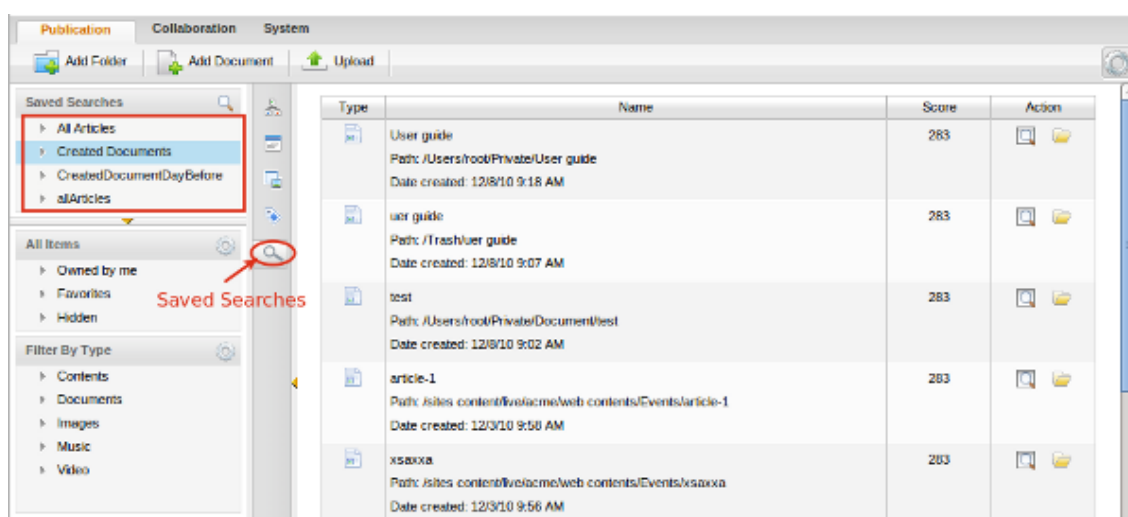 Publication Collaboration System
Add Folder Add Document Upload
Saved Searches
All Articles
Created Documents
CreatedDocumentDayBefore
allArticles
All Items
Owned by me
Favorites
Hidden
Filter By Type
Contents
Documents
Images
Music
Video
Saved Searches
Type Name Score Action
User guide 283
Path: /Users/root/Private/User guide
Date created: 12/8/10 9:18 AM
uer guide 283
Path: /Trash/uer guide
Date created: 12/8/10 9:07 AM
test 283
Path: /Users/root/Private/Document/test
Date created: 12/8/10 9:02 AM
article-1 283
Path: /sites content/live/acme/web contents/Events/article-1
Date created: 12/3/10 9:58 AM
xsaxxa 283
Path: /sites content/live/acme/web contents/Events/xsaxxa
Date created: 12/3/10 9:56 AM